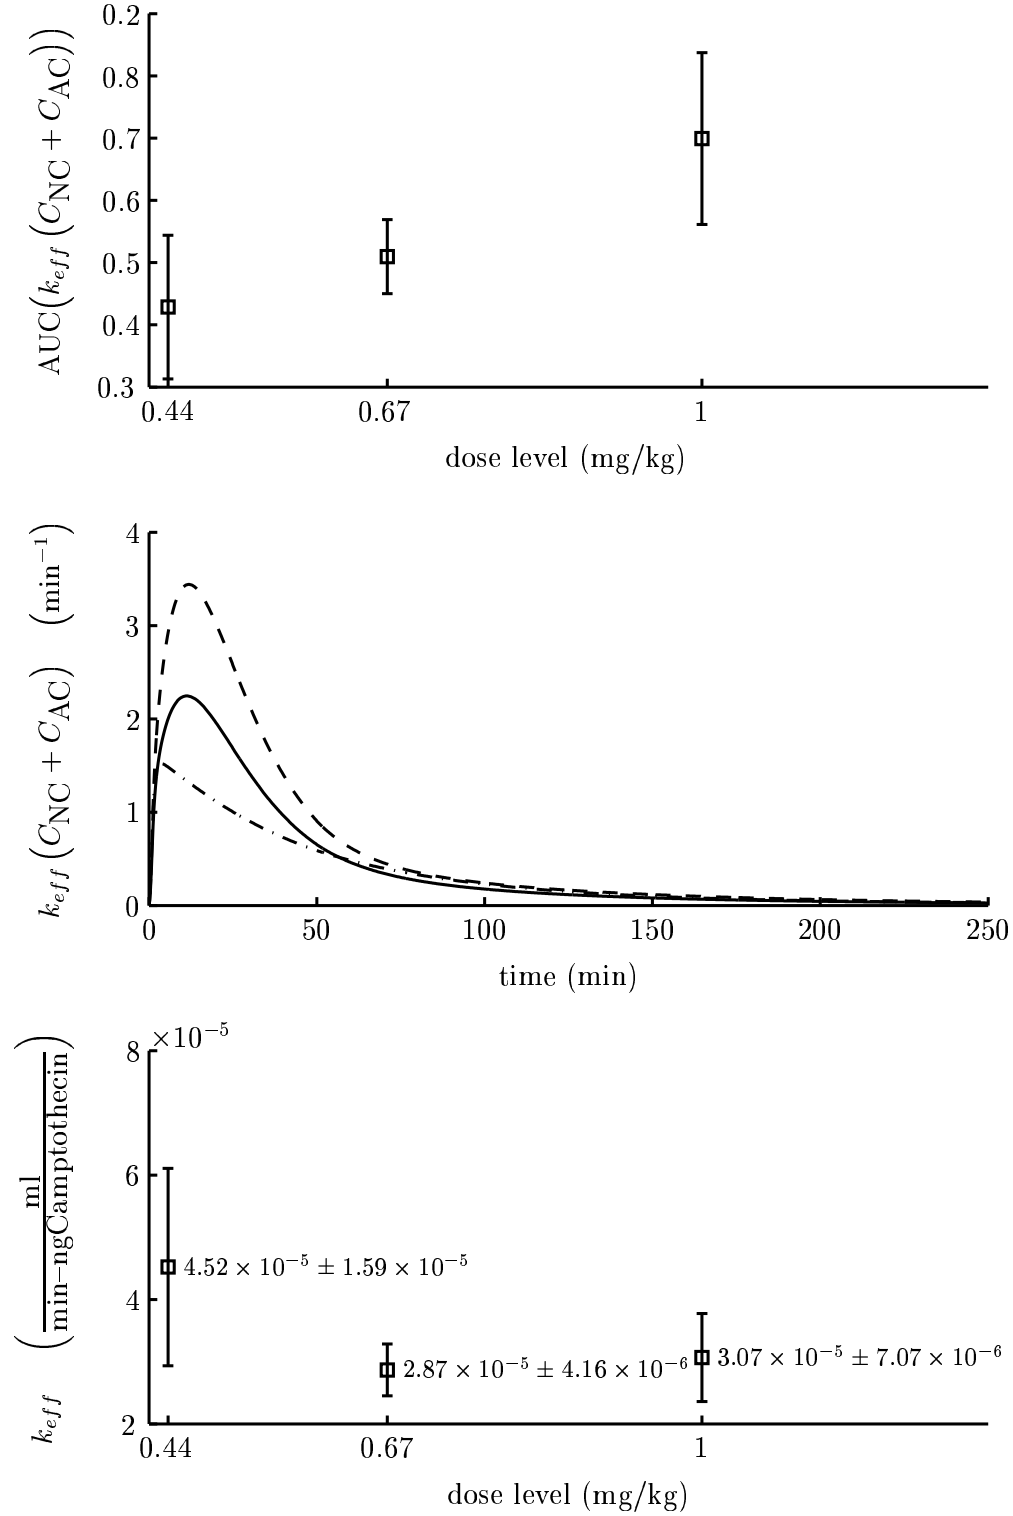 AUC(k_eff(C_NC + C_AC))
0.2
0.8
0.7
0.6
0.5
0.4
0.3
0.44 0.67 1
dose level (mg/kg)
k_eff(C_NC + C_AC) (min⁻¹)
4
3
2
1
0
0 50 100 150 200 250
time (min)
k_eff (ml / min−ngCamptothecin)
×10⁻⁵
8
6
4
2
4.52 × 10⁻⁵ ± 1.59 × 10⁻⁵
2.87 × 10⁻⁵ ± 4.16 × 10⁻⁶
3.07 × 10⁻⁵ ± 7.07 × 10⁻⁶
0.44 0.67 1
dose level (mg/kg)